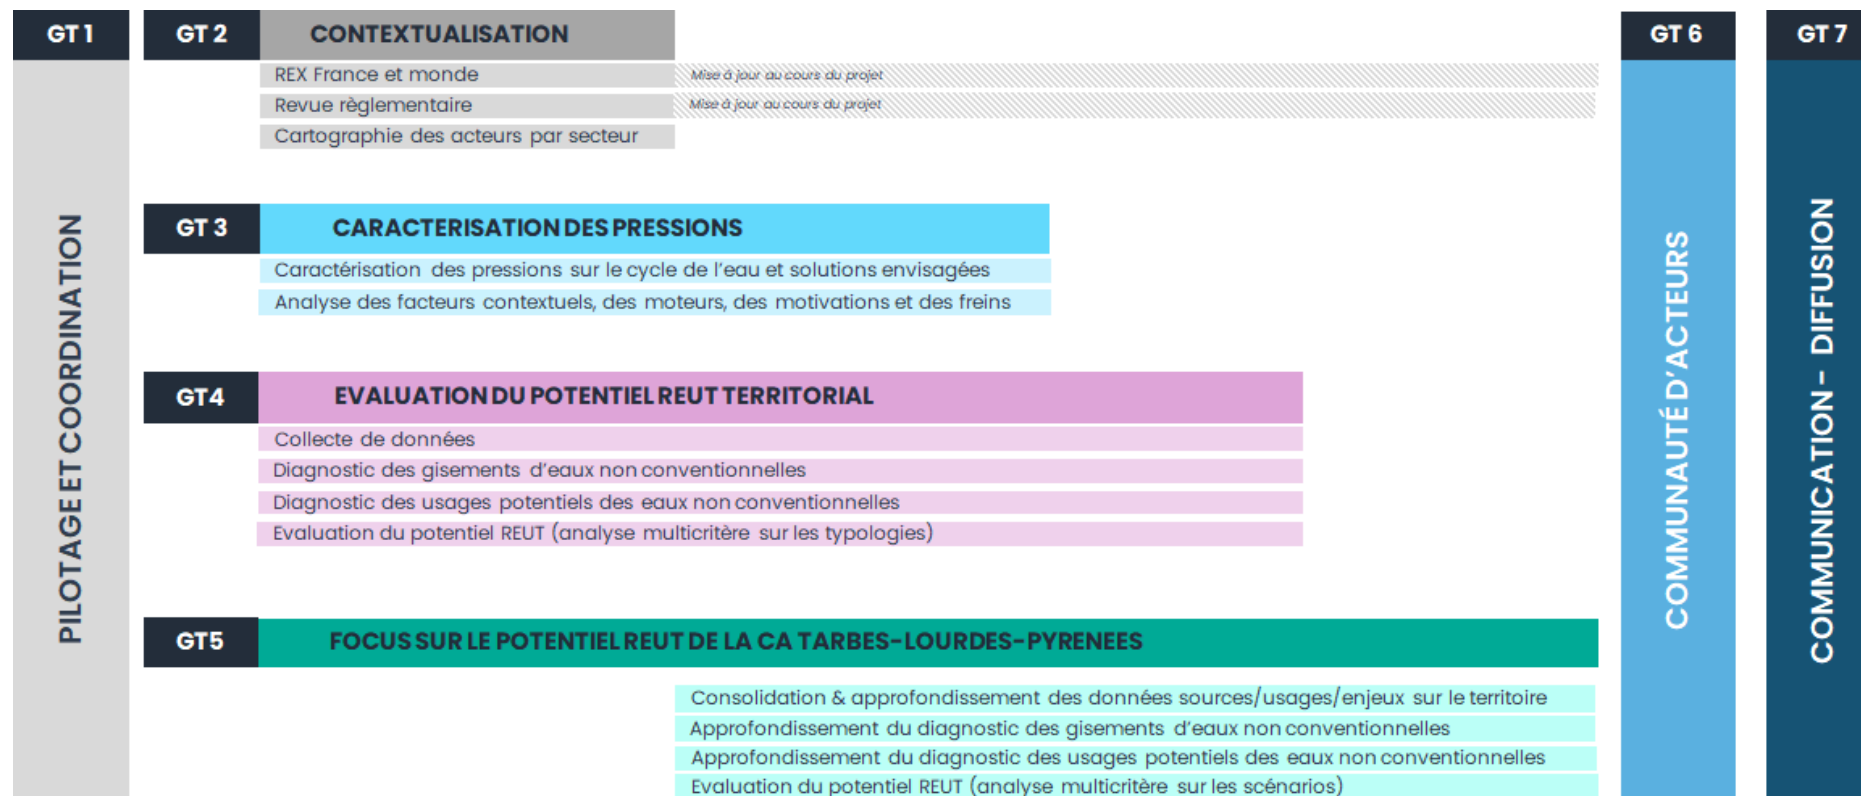 GT 1
PILOTAGE ET COORDINATION
GT 2
CONTEXTUALISATION
REX France et monde
Mise à jour au cours du projet
Revue règlementaire
Mise à jour au cours du projet
Cartographie des acteurs par secteur
GT 3
CARACTERISATION DES PRESSIONS
Caractérisation des pressions sur le cycle de l'eau et solutions envisagées
Analyse des facteurs contextuels, des moteurs, des motivations et des freins
GT4
EVALUATION DU POTENTIEL REUT TERRITORIAL
Collecte de données
Diagnostic des gisements d'eaux non conventionnelles
Diagnostic des usages potentiels des eaux non conventionnelles
Evaluation du potentiel REUT (analyse multicritère sur les typologies)
GT5
FOCUS SUR LE POTENTIEL REUT DE LA CA TARBES-LOURDES-PYRENEES
Consolidation & approfondissement des données sources/usages/enjeux sur le territoire
Approfondissement du diagnostic des gisements d'eaux non conventionnelles
Approfondissement du diagnostic des usages potentiels des eaux non conventionnelles
Evaluation du potentiel REUT (analyse multicritère sur les scénarios)
GT 6
COMMUNAUTÉ D'ACTEURS
GT 7
COMMUNICATION – DIFFUSION